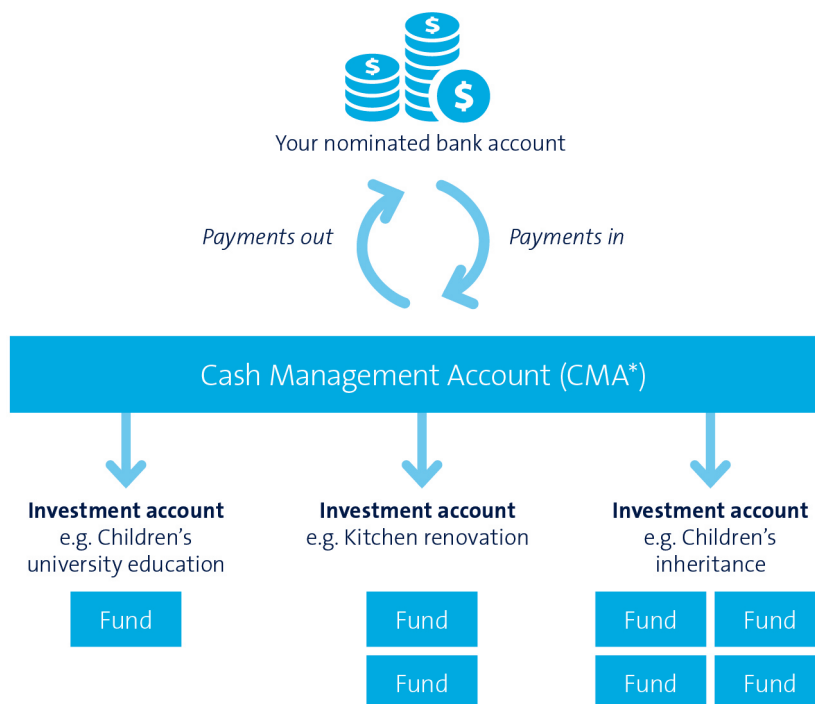 $
$
$
Your nominated bank account
Payments out
Payments in
Cash Management Account (CMA*)
Investment account
e.g. Children’s
university education
Fund
Investment account
e.g. Kitchen renovation
Fund
Fund
Investment account
e.g. Children’s
inheritance
Fund Fund
Fund Fund